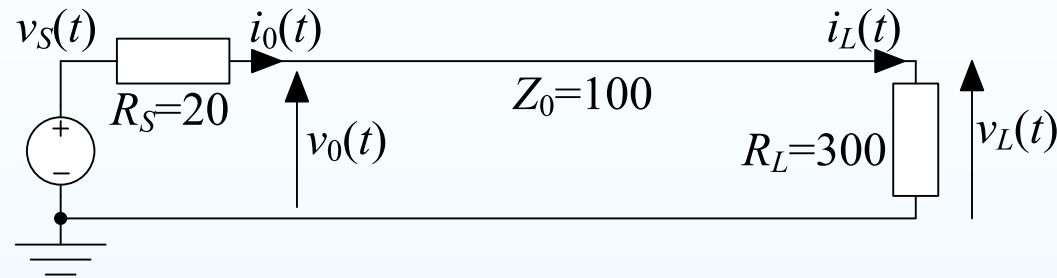 vS(t) i0(t) iL(t)
RS=20 Z0=100
v0(t) RL=300 vL(t)
+
−